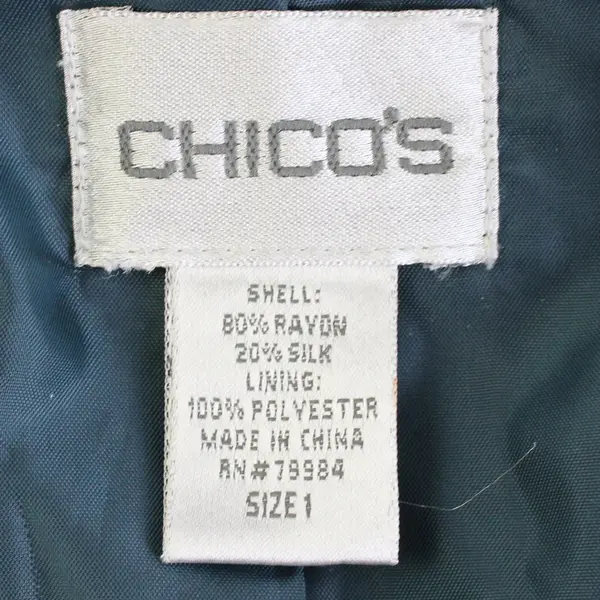 CHICO'S
SHELL:
80% RAYON
20% SILK
LINING:
100% POLYESTER
MADE IN CHINA
RN#79984
SIZE 1